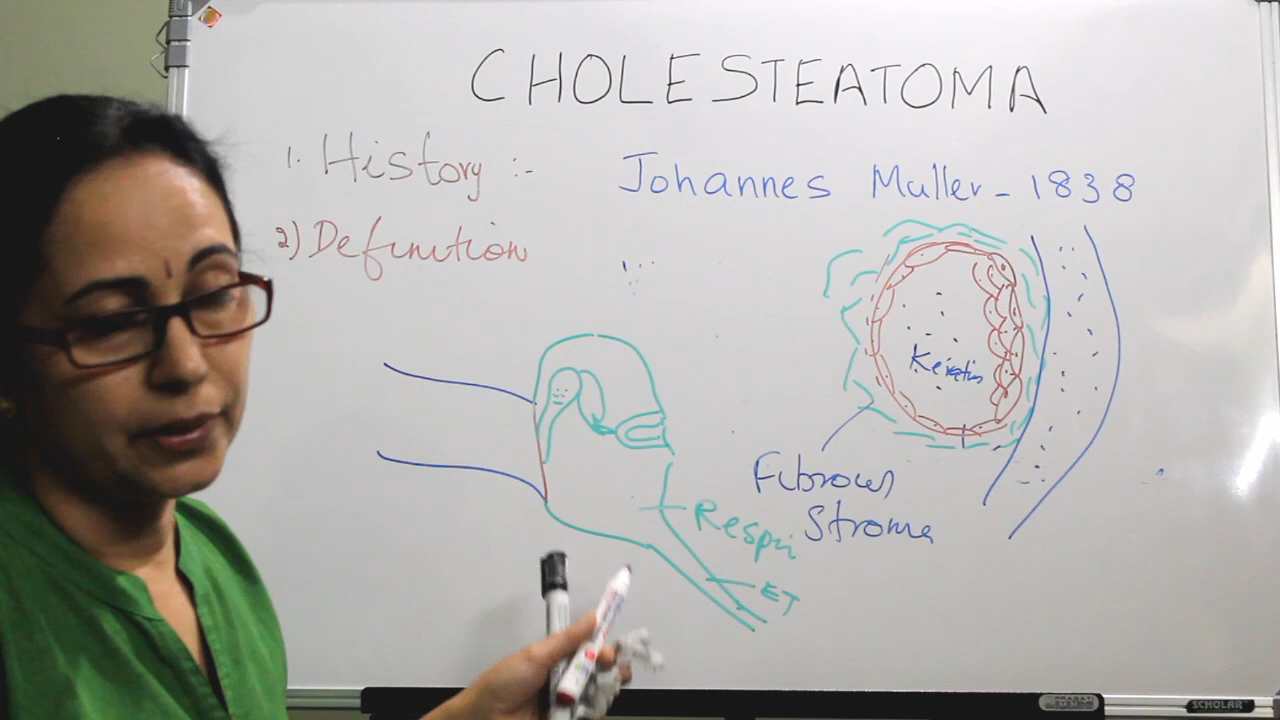 CHOLESTEATOMA
1. History :- Johannes Muller - 1838
2) Definition
Keratin
Fibrous
Stroma
Respi
ET
SCHOLAR